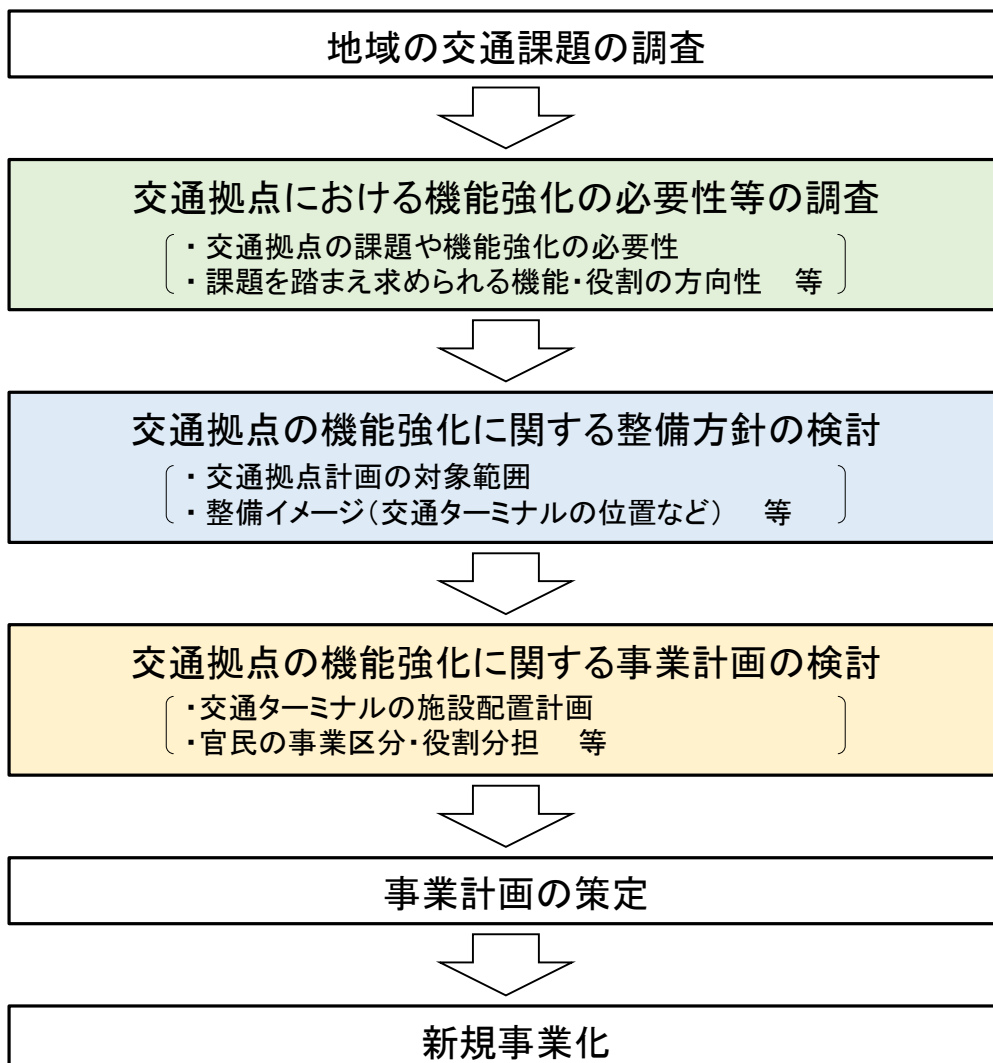 地域の交通課題の調査
交通拠点における機能強化の必要性等の調査
・ 交通拠点の課題や機能強化の必要性
・ 課題を踏まえ求められる機能・役割の方向性　等
交通拠点の機能強化に関する整備方針の検討
・ 交通拠点計画の対象範囲
・ 整備イメージ（交通ターミナルの位置など）　等
交通拠点の機能強化に関する事業計画の検討
・交通ターミナルの施設配置計画
・官民の事業区分・役割分担　等
事業計画の策定
新規事業化